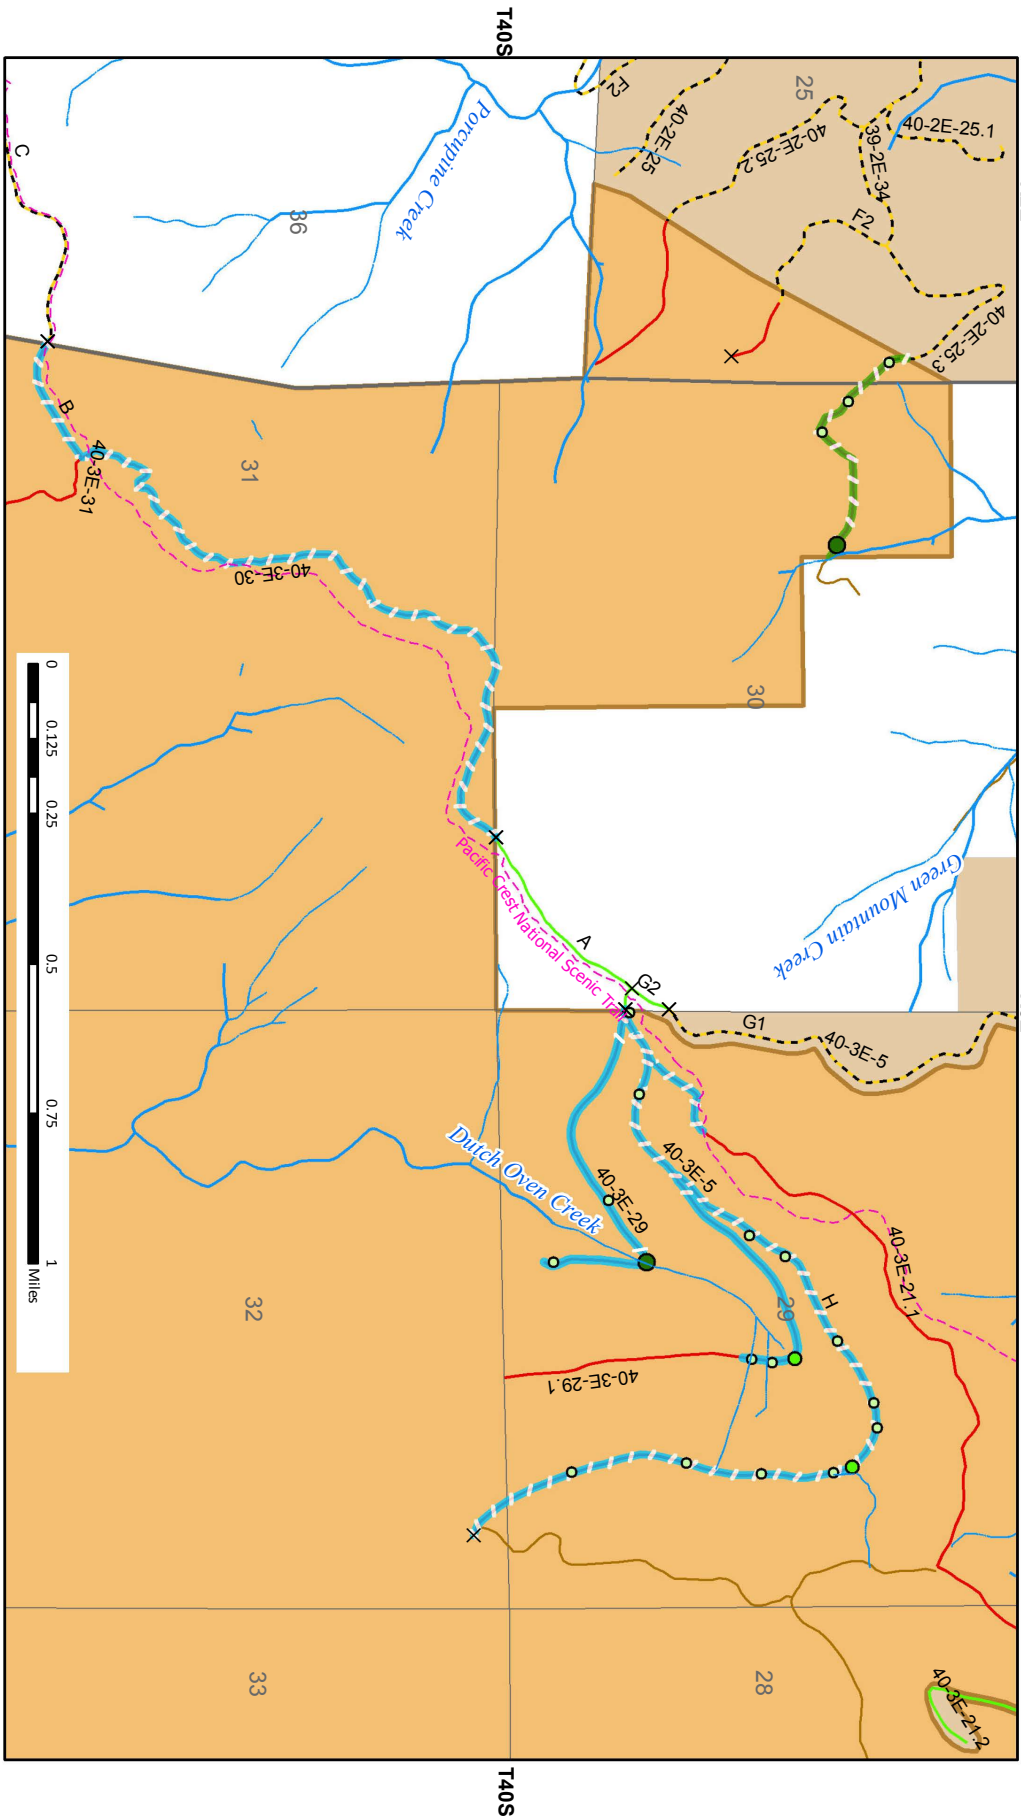 T40S
25
40-2E-25.1
39-2E-34
40-2E-25.2
40-2E-25
F2
F2
40-2E-25.3
Porcupine Creek
36
C
B
40-3E-31
31
40-3E-30
30
Green Mountain Creek
Pacific Crest National Scenic Trail
A
G2
G1
40-3E-5
40-3E-5
40-3E-29
Dutch Oven Creek
40-3E-21.1
H
29
40-3E-29.1
32
33
28
40-3E-21.2
0
0.125
0.25
0.5
0.75
1
Miles
T40S